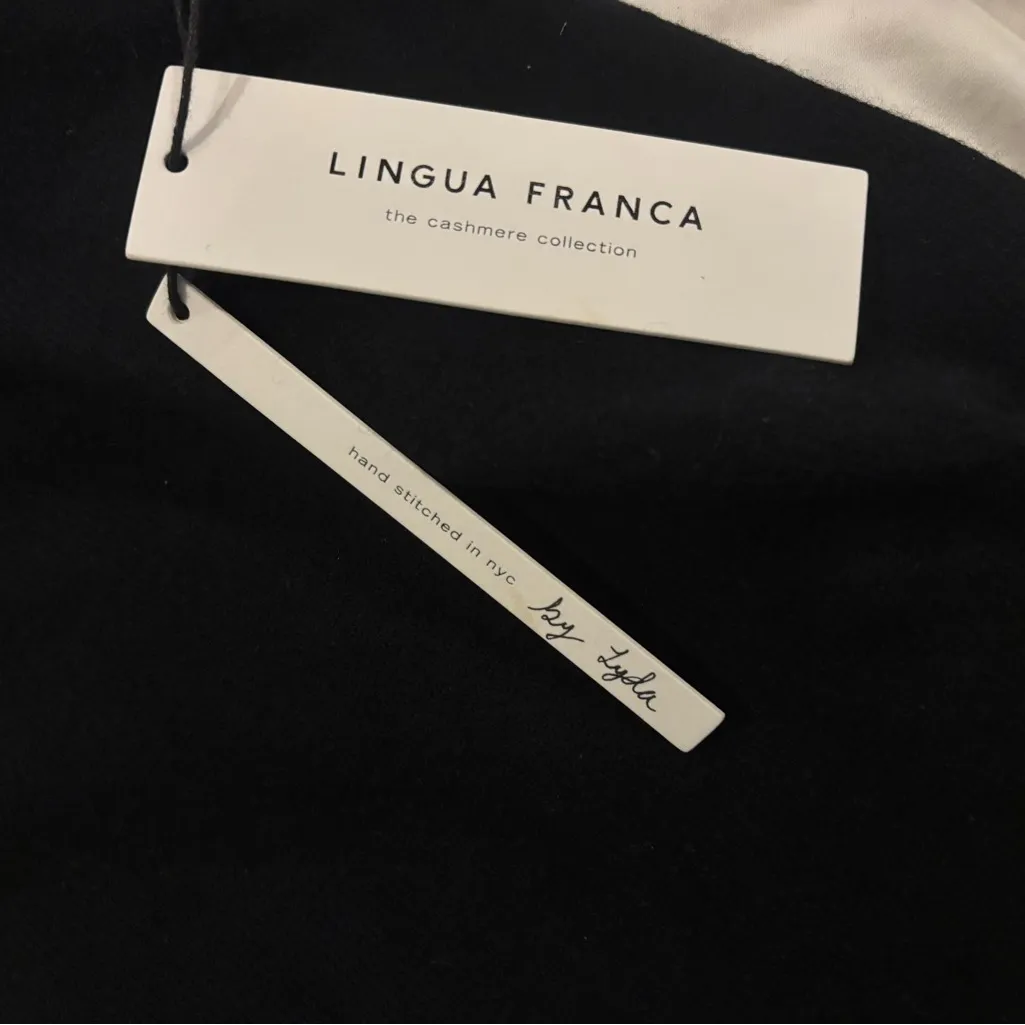 LINGUA FRANCA
the cashmere collection
hand stitched in nyc by Lyda